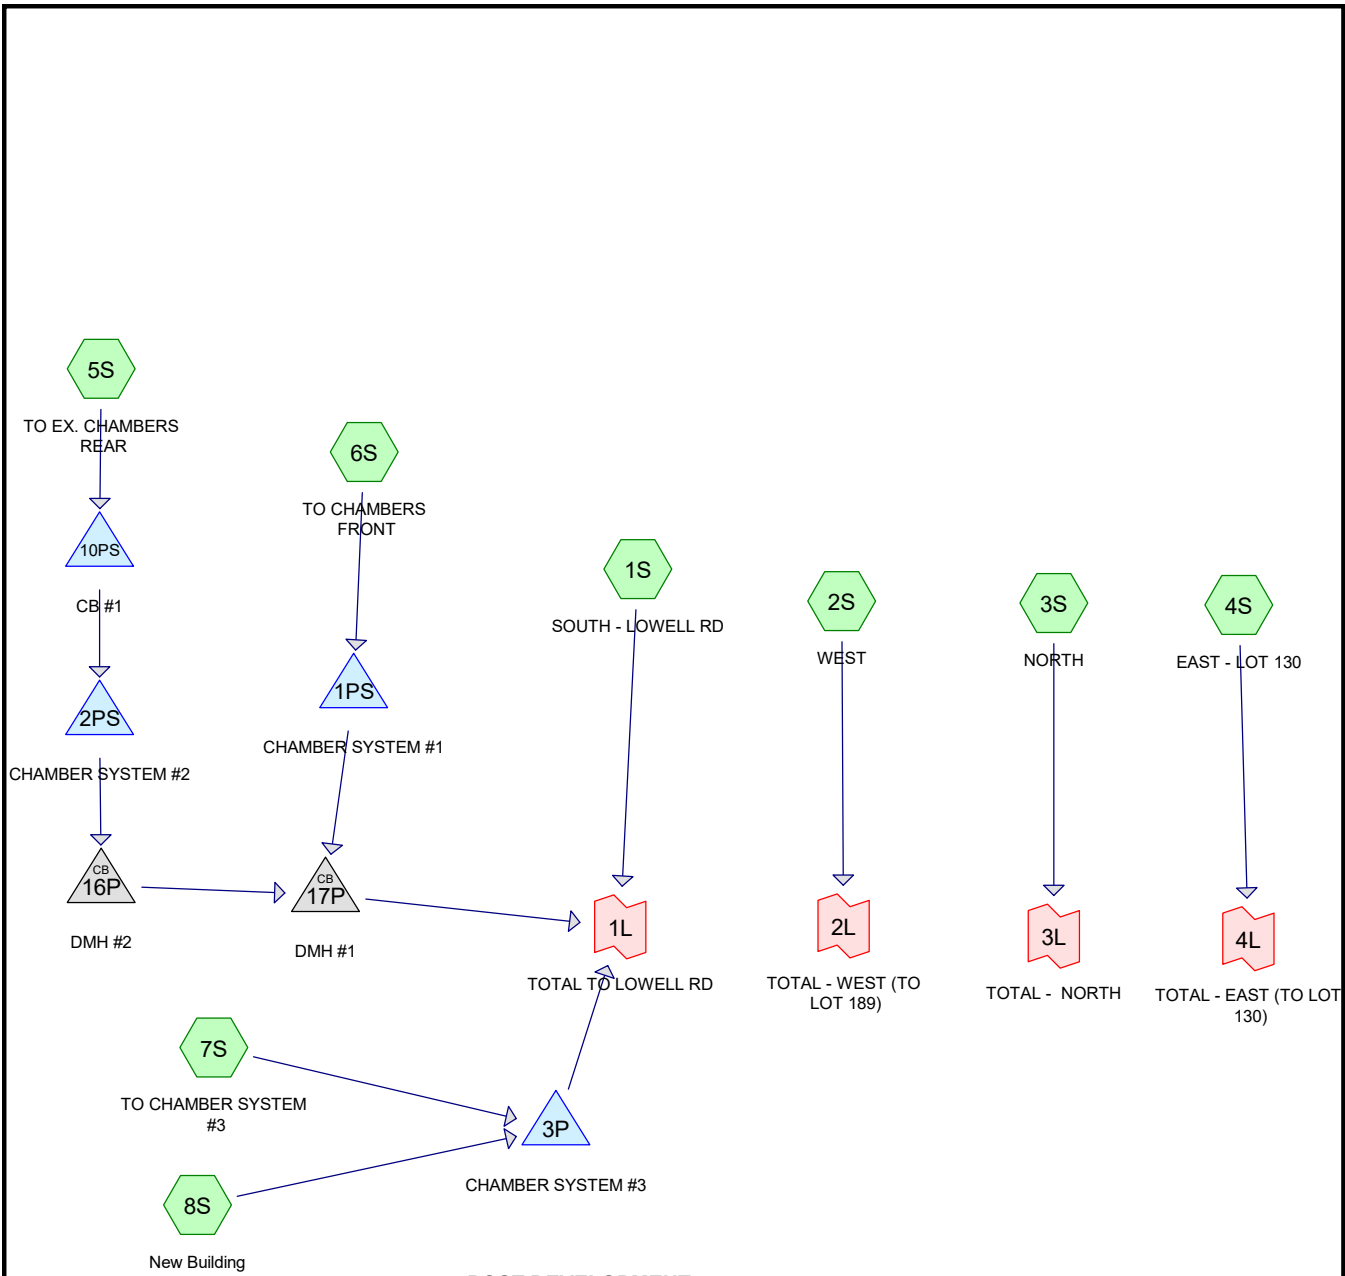 5S
TO EX. CHAMBERS
REAR
6S
TO CHAMBERS
FRONT
10PS
CB #1
1S
SOUTH - LOWELL RD
2S
WEST
3S
NORTH
4S
EAST - LOT 130
1PS
CHAMBER SYSTEM #1
2PS
CHAMBER SYSTEM #2
CB
16P
DMH #2
CB
17P
DMH #1
1L
TOTAL TO LOWELL RD
2L
TOTAL - WEST (TO
LOT 189)
3L
TOTAL - NORTH
4L
TOTAL - EAST (TO LOT
130)
7S
TO CHAMBER SYSTEM
#3
3P
CHAMBER SYSTEM #3
8S
New Building